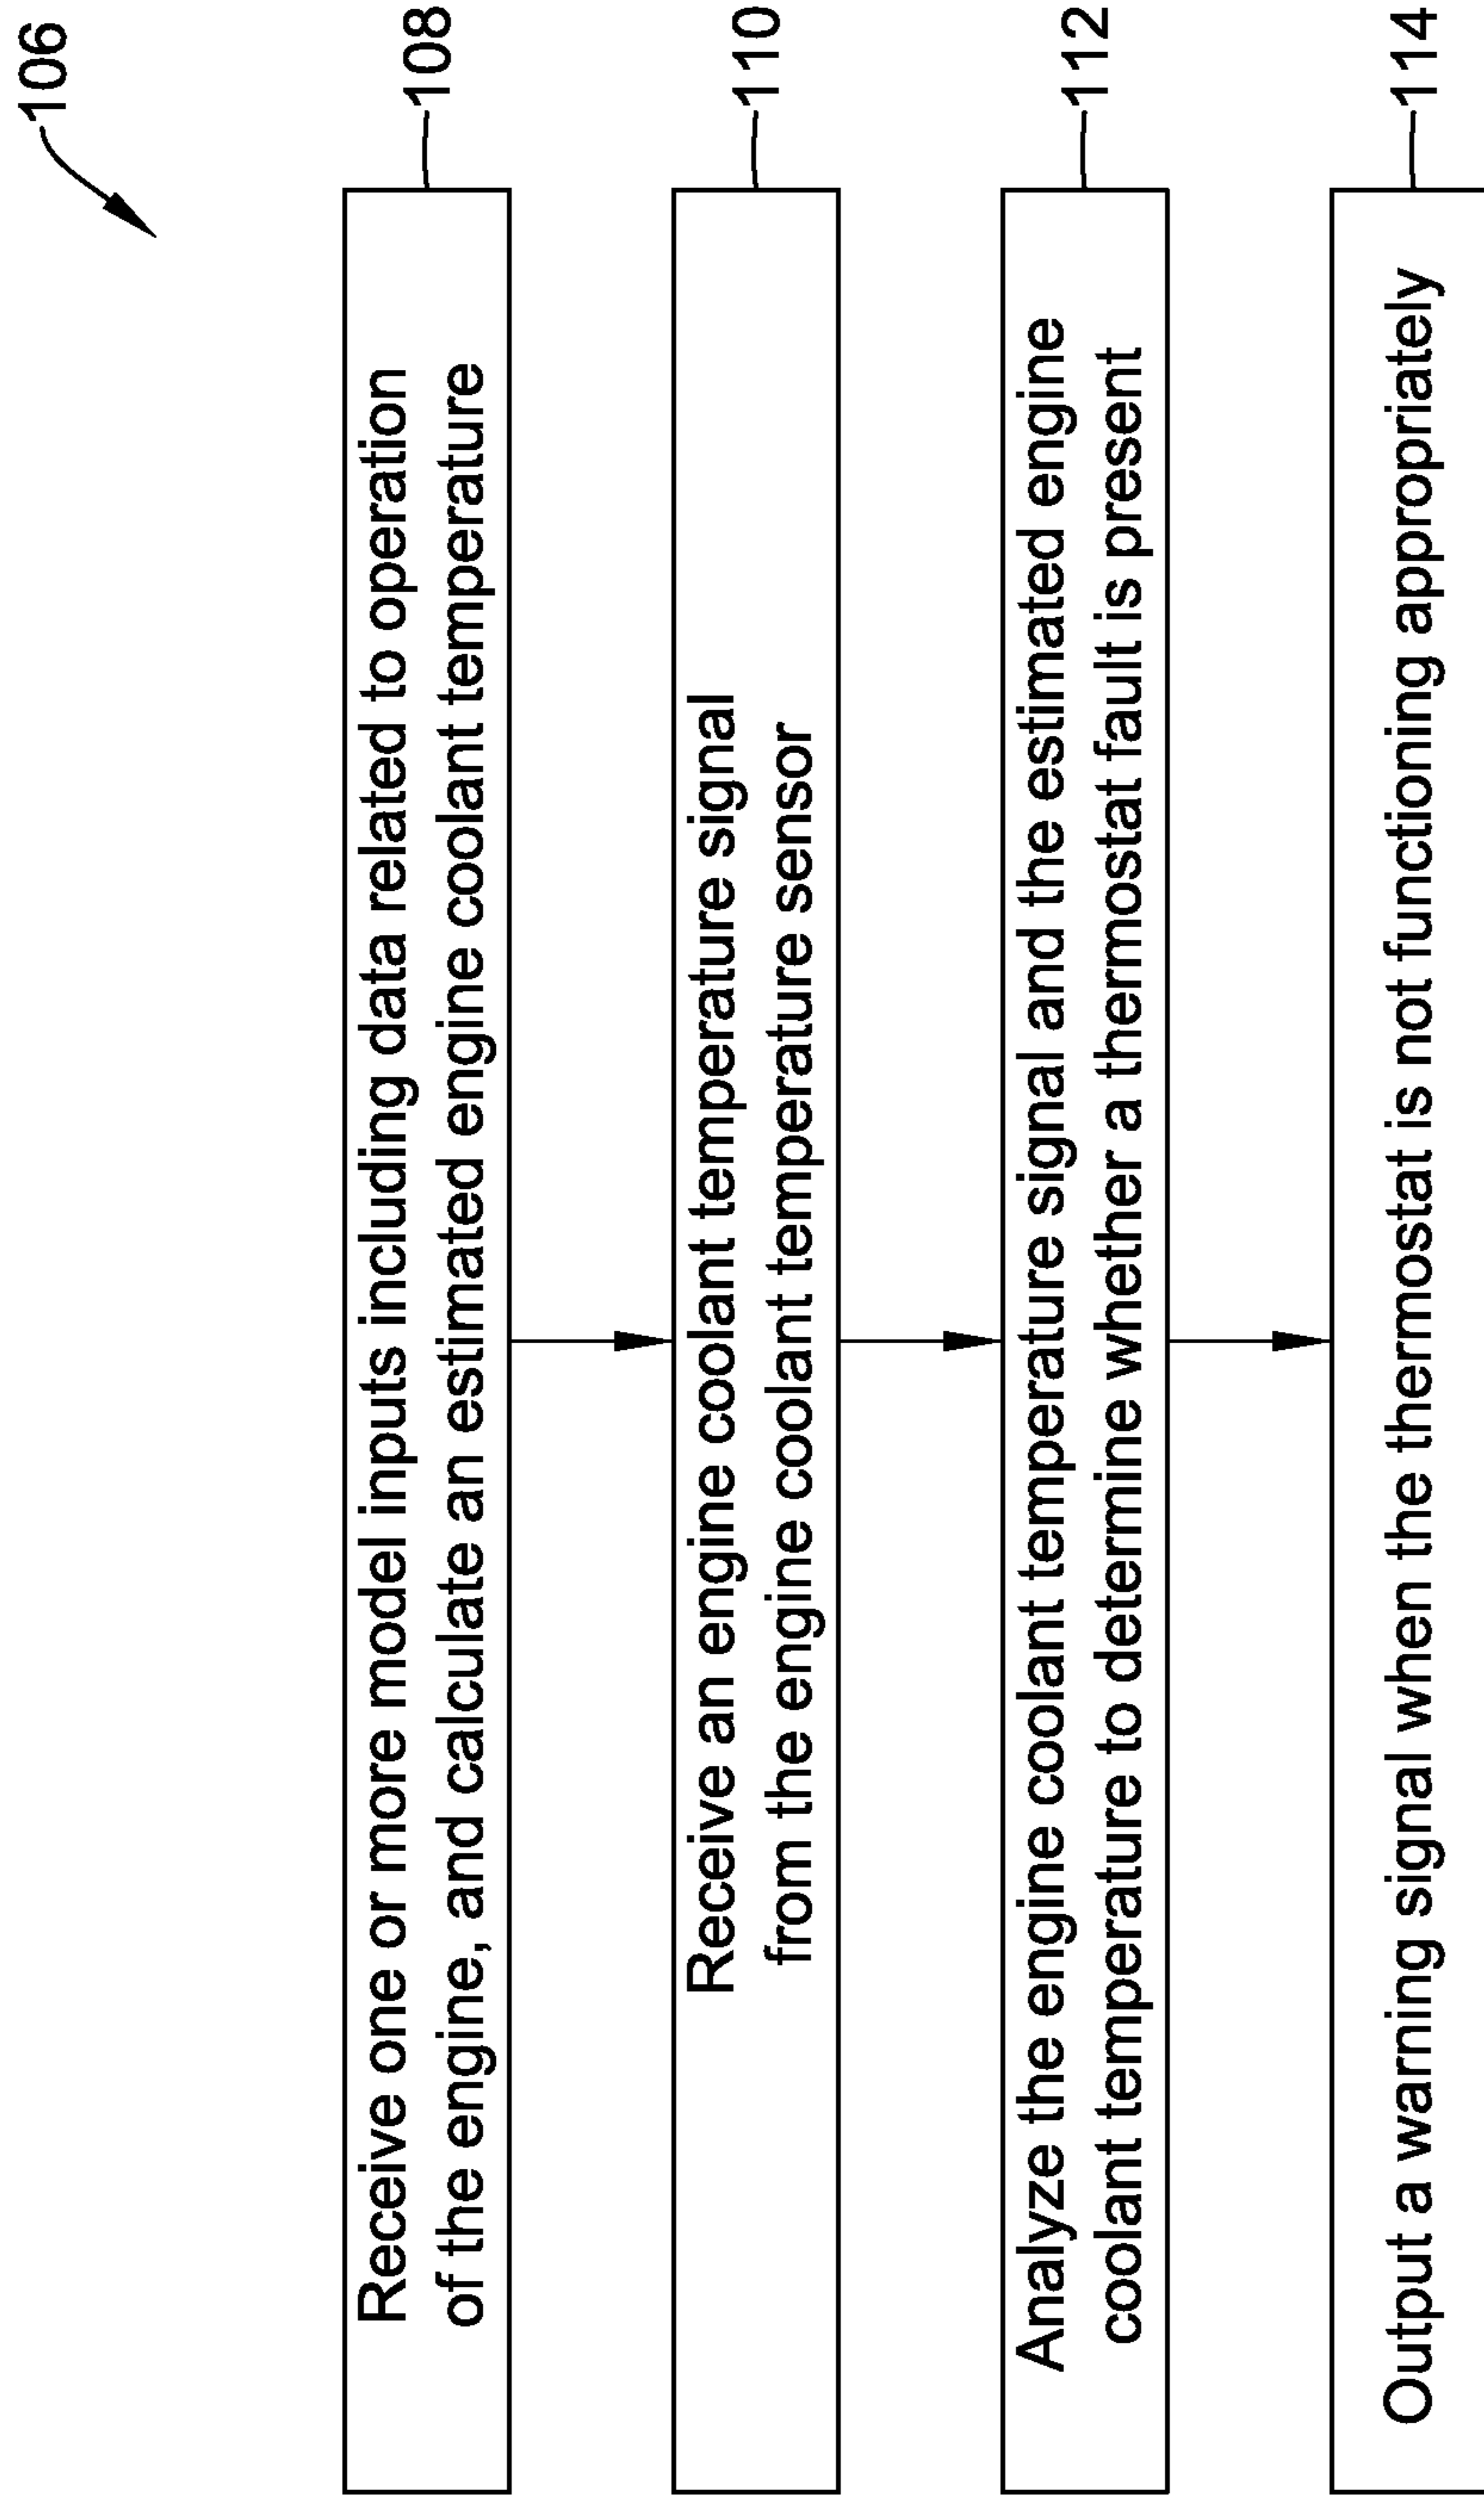 106
Receive one or more model inputs including data related to operation
of the engine, and calculate an estimated engine coolant temperature
108
Receive an engine coolant temperature signal
from the engine coolant temperature sensor
110
Analyze the engine coolant temperature signal and the estimated engine
coolant temperature to determine whether a thermostat fault is present
112
Output a warning signal when the thermostat is not functioning appropriately
114